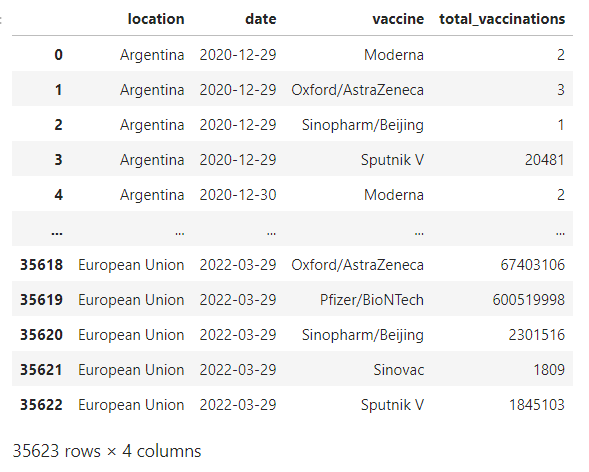 location date vaccine total_vaccinations
0 Argentina 2020-12-29 Moderna 2
1 Argentina 2020-12-29 Oxford/AstraZeneca 3
2 Argentina 2020-12-29 Sinopharm/Beijing 1
3 Argentina 2020-12-29 Sputnik V 20481
4 Argentina 2020-12-30 Moderna 2
... ... ... ... ...
35618 European Union 2022-03-29 Oxford/AstraZeneca 67403106
35619 European Union 2022-03-29 Pfizer/BioNTech 600519998
35620 European Union 2022-03-29 Sinopharm/Beijing 2301516
35621 European Union 2022-03-29 Sinovac 1809
35622 European Union 2022-03-29 Sputnik V 1845103
35623 rows × 4 columns